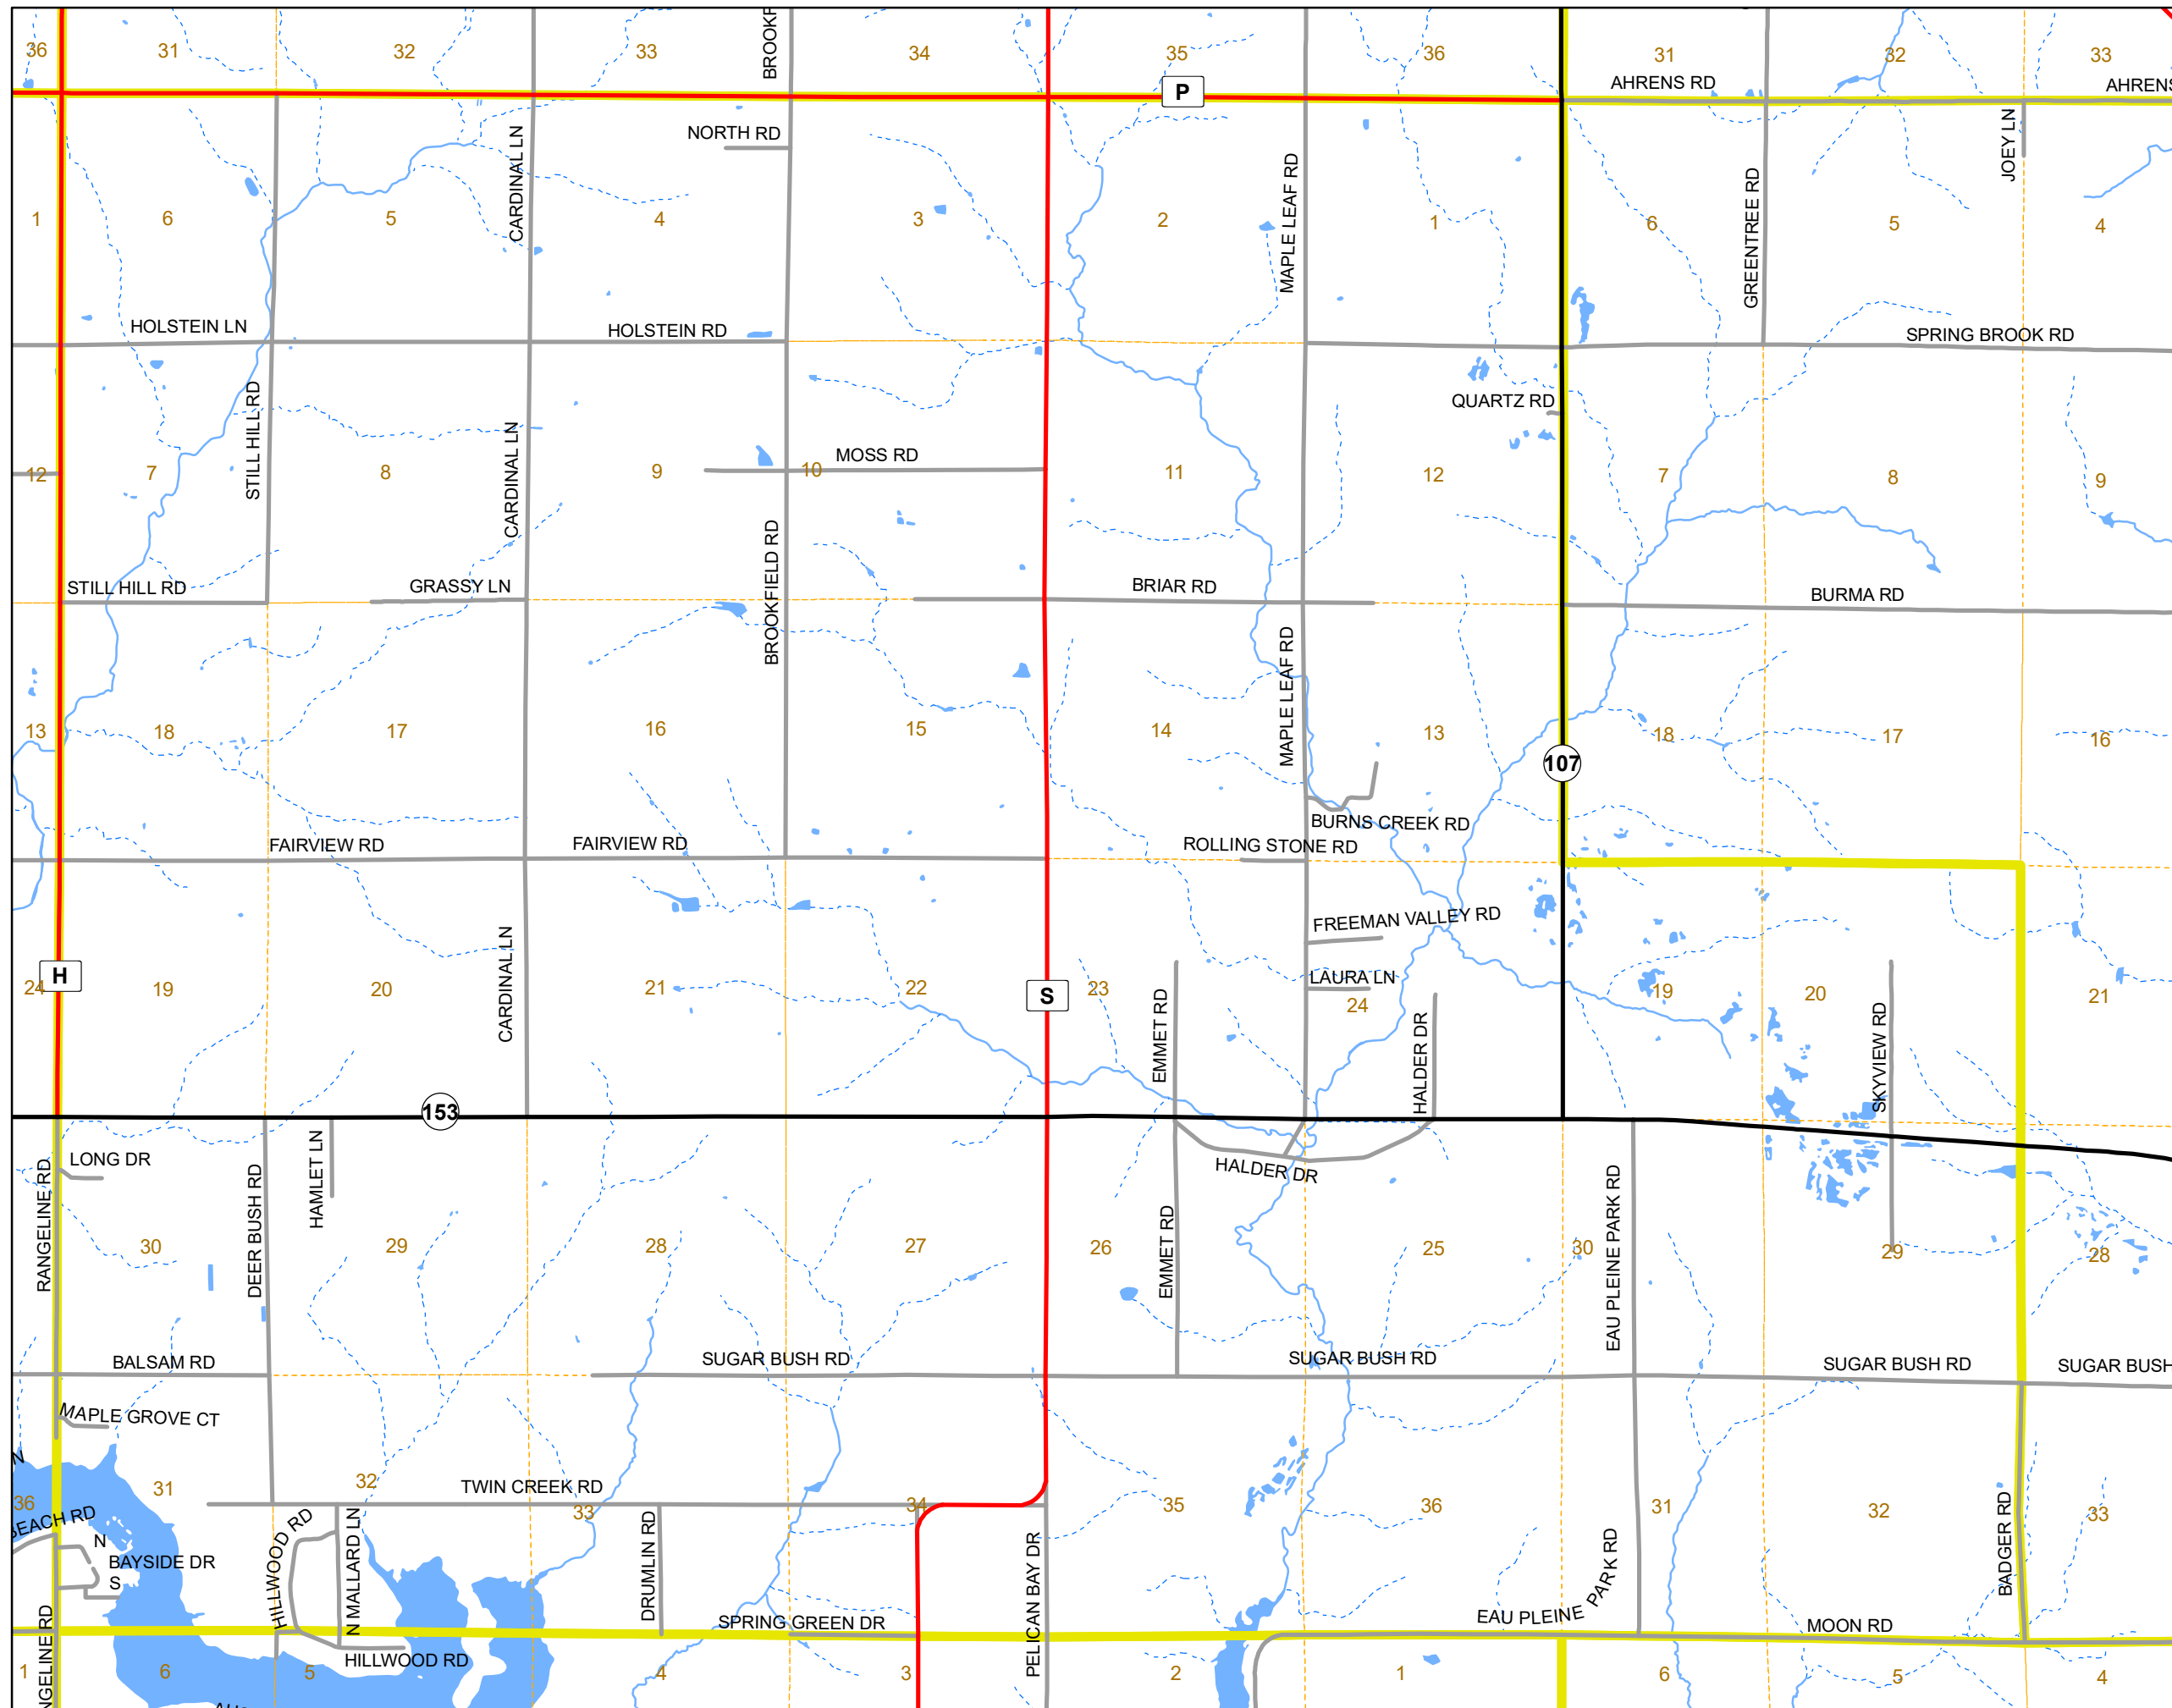 BROOKF
36 31 32 33 34 35 36 31 32 33
P
AHRENS RD
AHRENS
NORTH RD
CARDINAL LN
MAPLE LEAF RD
GREENTREE RD
JOEY LN
1 6 5 4 3 2 1 6 5 4
HOLSTEIN LN
HOLSTEIN RD
SPRING BROOK RD
STILL HILL RD
CARDINAL LN
QUARTZ RD
MOSS RD
12 7 8 9 10 11 12 7 8 9
BROOKFIELD RD
STILL HILL RD
GRASSY LN
BRIAR RD
BURMA RD
MAPLE LEAF RD
13 18 17 16 15 14 13 18 17 16
107
BURNS CREEK RD
FAIRVIEW RD
FAIRVIEW RD
ROLLING STONE RD
FREEMAN VALLEY RD
CARDINAL LN
H
LAURA LN
S
24 19 20 21 22 23 24 19 20 21
EMMET RD
HALDER DR
SKYVIEW RD
153
LONG DR
HALDER DR
RANGELINE RD
DEER BUSH RD
HAMLET LN
EMMET RD
EAU PLEINE PARK RD
30 29 28 27 26 25 30 29 28
BALSAM RD
SUGAR BUSH RD
SUGAR BUSH RD
SUGAR BUSH RD
SUGAR BUSH
MAPLE GROVE CT
N
31 32
TWIN CREEK RD
36 33 34 35 36 31 32 33
BEACH RD
N
BAYSIDE DR
S
HILLWOOD RD
N MALLARD LN
DRUMLIN RD
PELICAN BAY DR
BADGER RD
SPRING GREEN DR
EAU PLEINE PARK RD
MOON RD
HILLWOOD RD
NGELINE RD
1 6 5 4 3 2 1 6 5 4